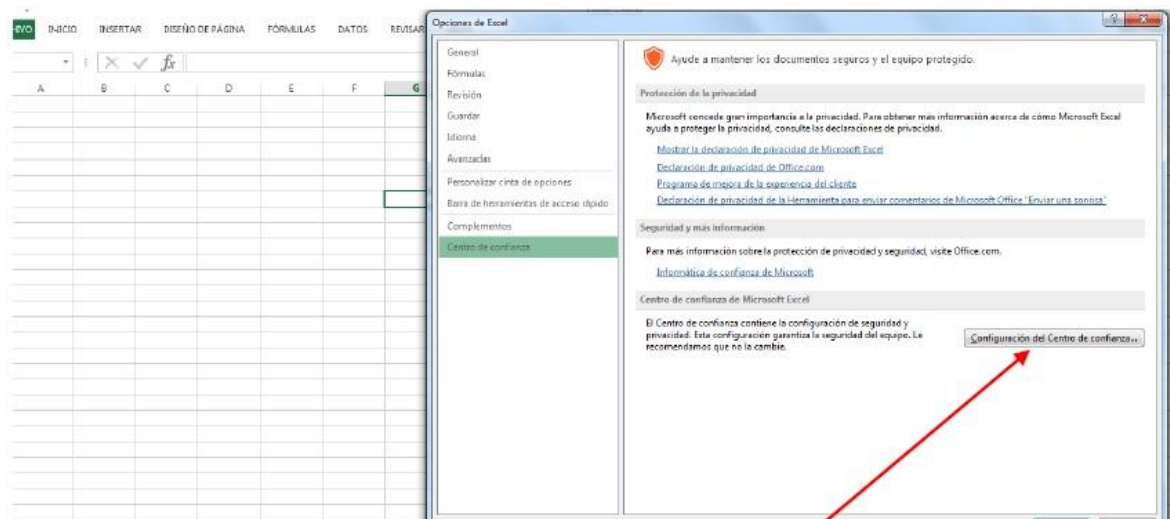 Opciones de Excel
INICIO INSERTAR DISEÑO DE PÁGINA FÓRMULAS DATOS REVISAR
fx
A B C D E F G
General
Fórmulas
Revisión
Guardar
Idioma
Avanzadas
Personalizar cinta de opciones
Barra de herramientas de acceso rápido
Complementos
Centro de confianza
Ayude a mantener los documentos seguros y el equipo protegido.
Protección de la privacidad
Microsoft concede gran importancia a la privacidad. Para obtener más información acerca de cómo Microsoft Excel
ayuda a proteger la privacidad, consulte las declaraciones de privacidad.
Mostrar la declaración de privacidad de Microsoft Excel
Declaración de privacidad de Office.com
Programa de mejora de la experiencia del cliente
Declaración de privacidad de la Herramienta para enviar comentarios de Microsoft Office "Enviar una sonrisa"
Seguridad y más información
Para más información sobre la protección de privacidad y seguridad, visite Office.com.
Informática de confianza de Microsoft
Centro de confianza de Microsoft Excel
El Centro de confianza contiene la configuración de seguridad y
privacidad. Esta configuración garantiza la seguridad del equipo. Le
recomendamos que no la cambie.
Configuración del Centro de confianza...